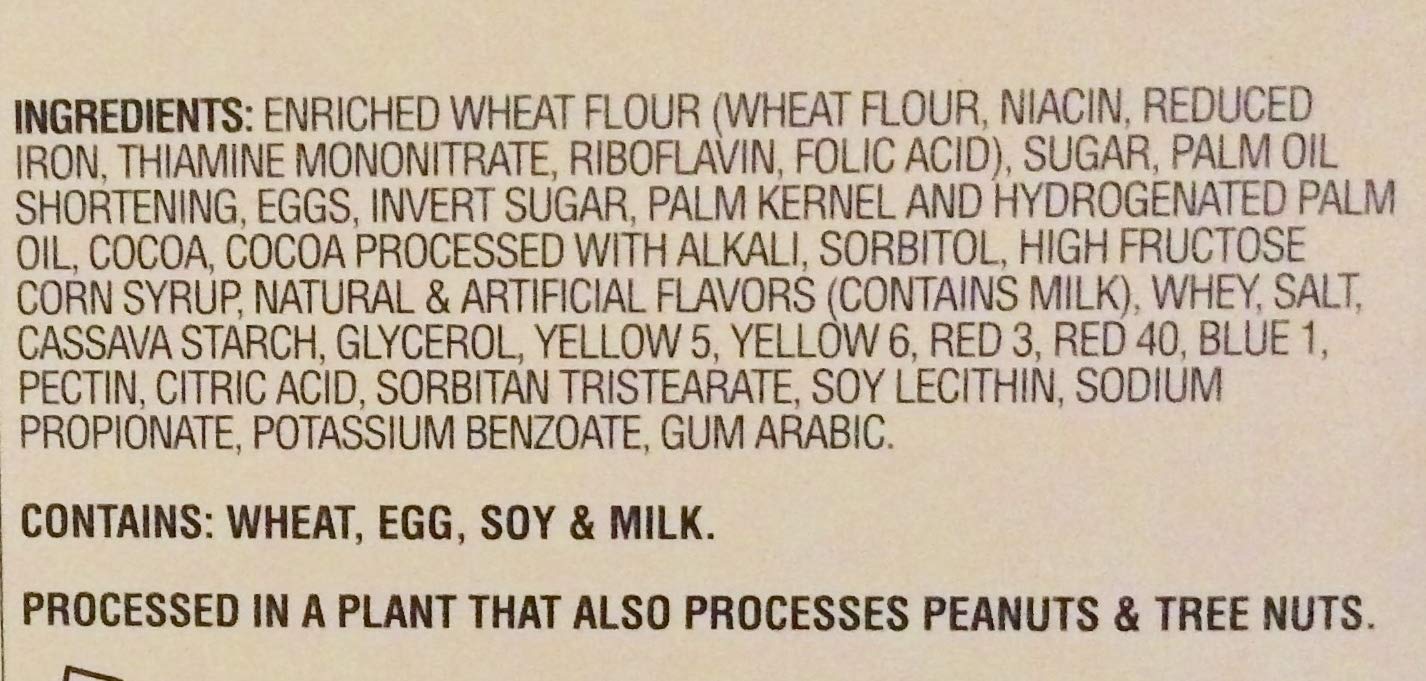 INGREDIENTS: ENRICHED WHEAT FLOUR (WHEAT FLOUR, NIACIN, REDUCED
IRON, THIAMINE MONONITRATE, RIBOFLAVIN, FOLIC ACID), SUGAR, PALM OIL
SHORTENING, EGGS, INVERT SUGAR, PALM KERNEL AND HYDROGENATED PALM
OIL, COCOA, COCOA PROCESSED WITH ALKALI, SORBITOL, HIGH FRUCTOSE
CORN SYRUP, NATURAL & ARTIFICIAL FLAVORS (CONTAINS MILK), WHEY, SALT,
CASSAVA STARCH, GLYCEROL, YELLOW 5, YELLOW 6, RED 3, RED 40, BLUE 1,
PECTIN, CITRIC ACID, SORBITAN TRISTEARATE, SOY LECITHIN, SODIUM
PROPIONATE, POTASSIUM BENZOATE, GUM ARABIC.
CONTAINS: WHEAT, EGG, SOY & MILK.
PROCESSED IN A PLANT THAT ALSO PROCESSES PEANUTS & TREE NUTS.